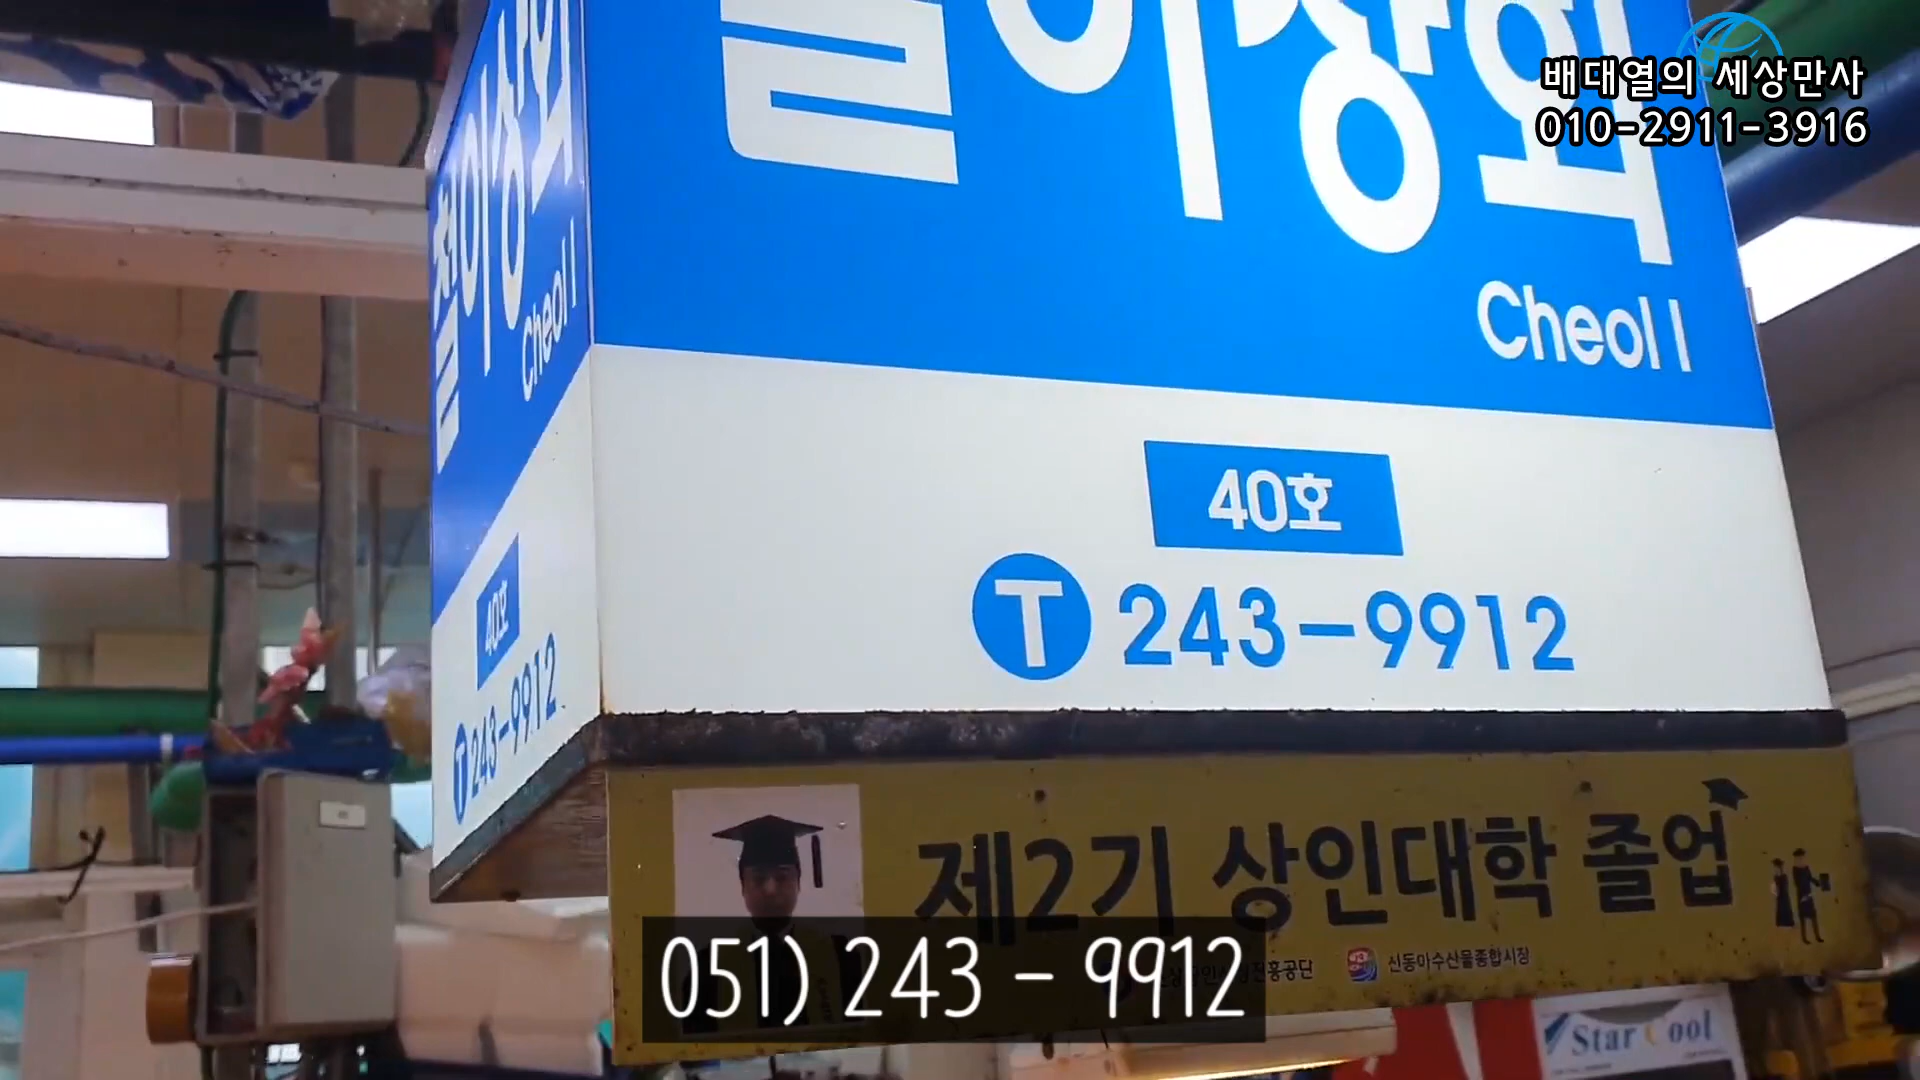 배대열의 세상만사
010-2911-3916
철이상회
Cheol I
40호
T 243-9912
철이상회
Cheol I
40호
T 243-9912
제2기 상인대학 졸업
신동아수산물종합시장
051) 243 - 9912
Star Cool